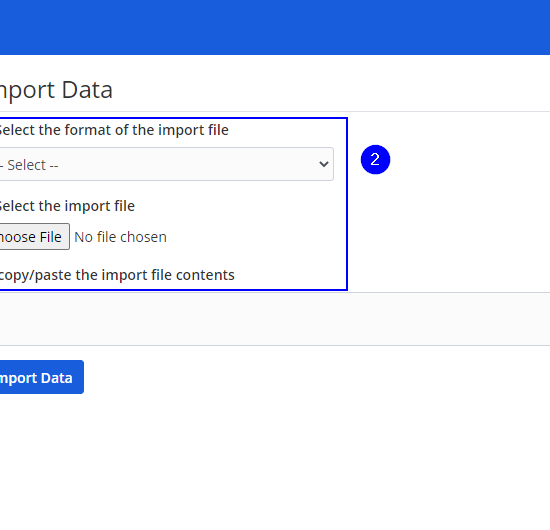 mport Data
Select the format of the import file
- Select --
2
Select the import file
hoose File No file chosen
copy/paste the import file contents
mport Data